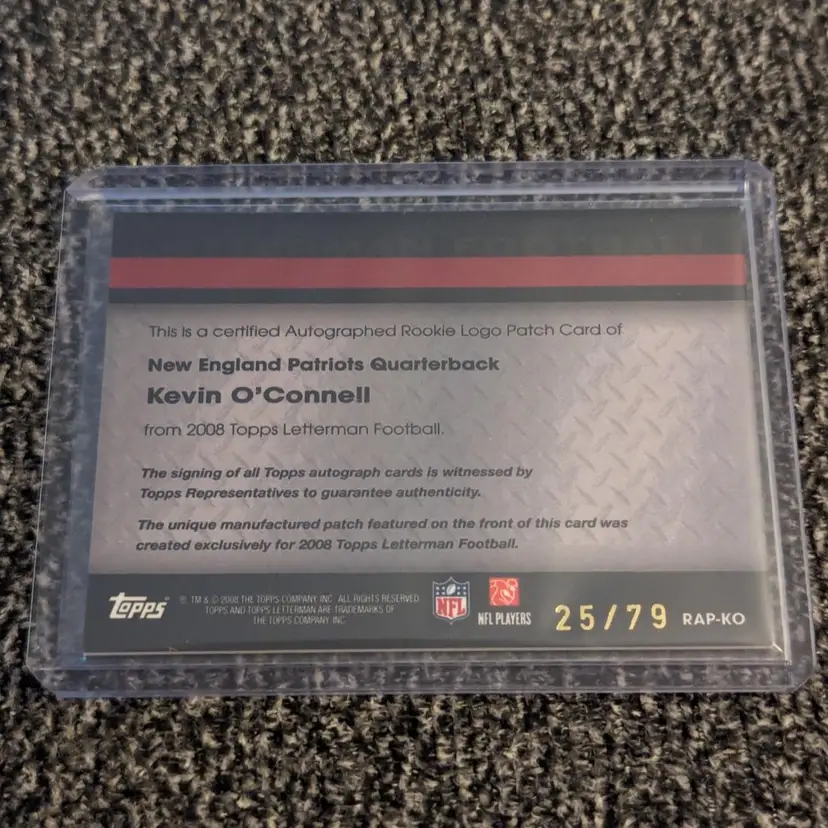 This is a certified Autographed Rookie Logo Patch Card of
New England Patriots Quarterback
Kevin O'Connell
from 2008 Topps Letterman Football.
The signing of all Topps autograph cards is witnessed by
Topps Representatives to guarantee authenticity.
The unique manufactured patch featured on the front of this card was
created exclusively for 2008 Topps Letterman Football.
topps
® TM & © 2008 THE TOPPS COMPANY, INC. ALL RIGHTS RESERVED.
TOPPS AND TOPPS LETTERMAN ARE TRADEMARKS OF
THE TOPPS COMPANY, INC.
NFL
NFL PLAYERS
25/79
RAP-KO